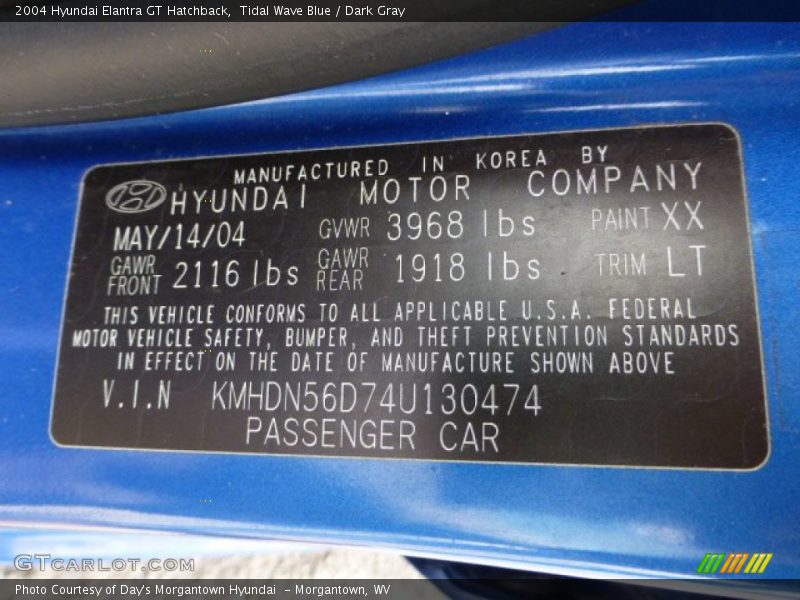 2004 Hyundai Elantra GT Hatchback,  Tidal Wave Blue / Dark Gray
MANUFACTURED IN KOREA BY
HYUNDAI MOTOR COMPANY
MAY/14/04 GVWR 3968 lbs PAINT XX
GAWR FRONT 2116 lbs GAWR REAR 1918 lbs TRIM LT
THIS VEHICLE CONFORMS TO ALL APPLICABLE U.S.A. FEDERAL
MOTOR VEHICLE SAFETY, BUMPER, AND THEFT PREVENTION STANDARDS
IN EFFECT ON THE DATE OF MANUFACTURE SHOWN ABOVE
V.I.N KMHDN56D74U130474
PASSENGER CAR
GTCARLOT.COM
Photo Courtesy of Day's Morgantown Hyundai  - Morgantown, WV